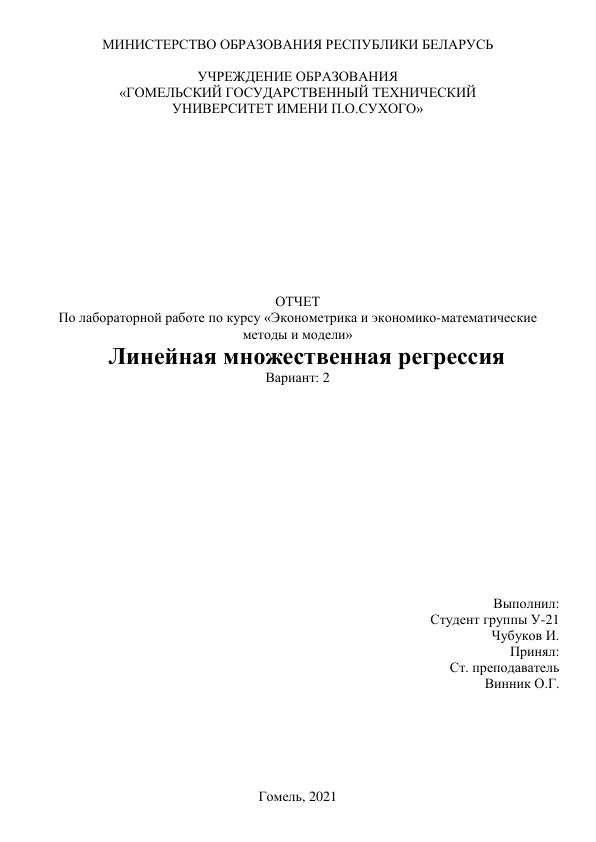 МИНИСТЕРСТВО ОБРАЗОВАНИЯ РЕСПУБЛИКИ БЕЛАРУСЬ
УЧРЕЖДЕНИЕ ОБРАЗОВАНИЯ
«ГОМЕЛЬСКИЙ ГОСУДАРСТВЕННЫЙ ТЕХНИЧЕСКИЙ
УНИВЕРСИТЕТ ИМЕНИ П.О.СУХОГО»
ОТЧЕТ
По лабораторной работе по курсу «Эконометрика и экономико-математические
методы и модели»
Линейная множественная регрессия
Вариант: 2
Выполнил:
Студент группы У-21
Чубуков И.
Принял:
Ст. преподаватель
Винник О.Г.
Гомель, 2021